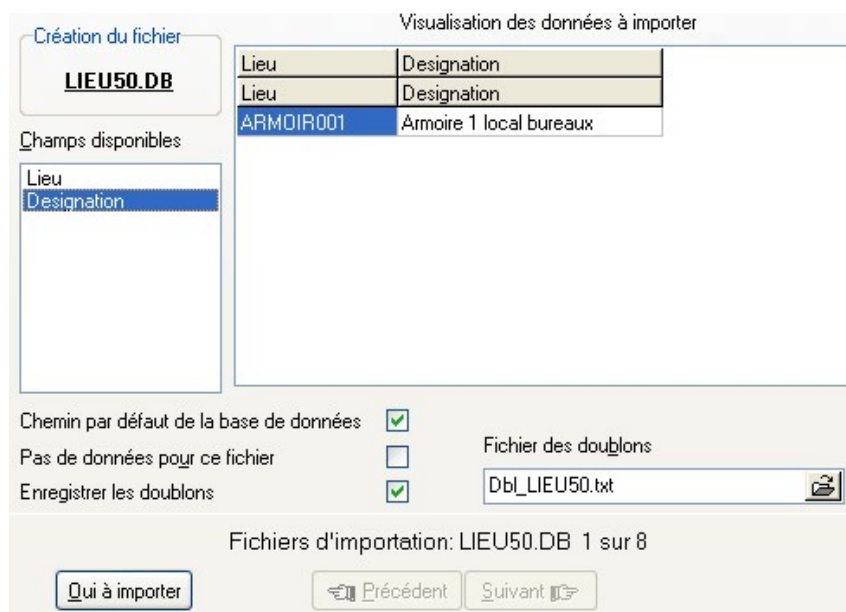 Création du fichier
LIEU50.DB
Champs disponibles
Lieu
Designation
Visualisation des données à importer
Lieu Designation
Lieu Designation
ARMOIR001 Armoire 1 local bureaux
Chemin par défaut de la base de données
Pas de données pour ce fichier
Enregistrer les doublons
Fichier des doublons
Dbl_LIEU50.txt
Fichiers d'importation: LIEU50.DB 1 sur 8
Oui à importer
Précédent
Suivant